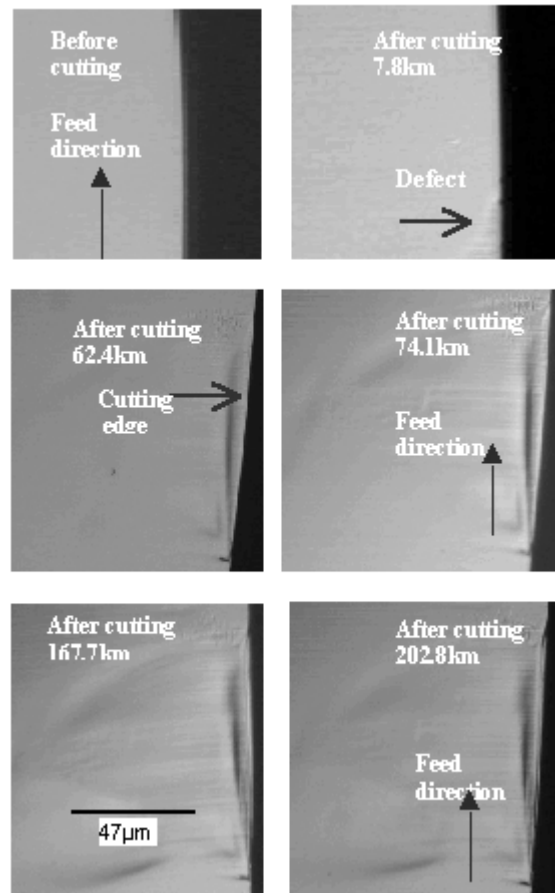 Before
cutting
Feed
direction
After cutting
7.8km
Defect
After cutting
62.4km
Cutting
edge
After cutting
74.1km
Feed
direction
After cutting
167.7km
47µm
After cutting
202.8km
Feed
direction